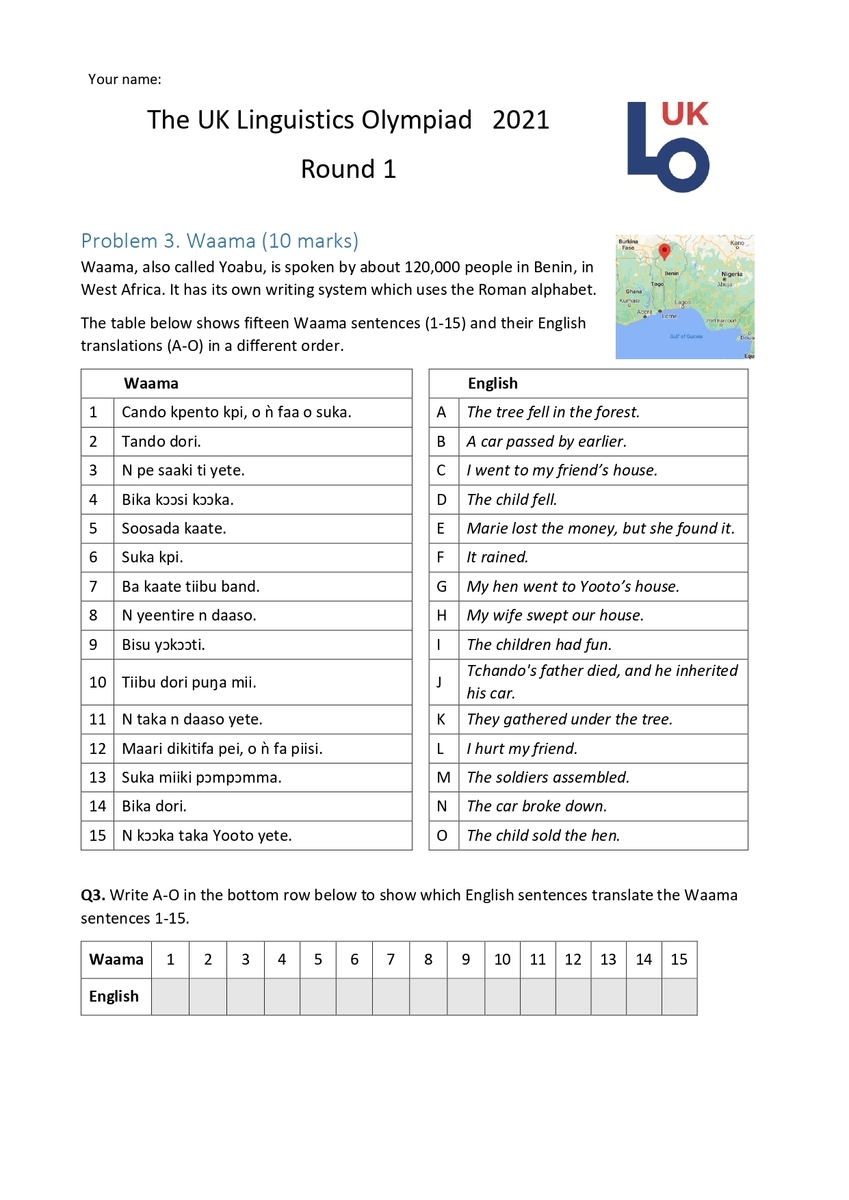 Your name:
The UK Linguistics Olympiad 2021
Round 1
UK
LO
Problem 3. Waama (10 marks)
Waama, also called Yoabu, is spoken by about 120,000 people in Benin, in
West Africa. It has its own writing system which uses the Roman alphabet.
The table below shows fifteen Waama sentences (1-15) and their English
translations (A-O) in a different order.
Burkina
Faso
Kano
Benin
Nigeria
Abuja
Togo
Ghana
Kumasi
Lagos
Accra
Lome
Port Harcourt
Gulf of Guinea
Waama
1 Cando kpento kpi, o ǹ faa o suka.
2 Tando dori.
3 N pe saaki ti yete.
4 Bika kɔɔsi kɔɔka.
5 Soosada kaate.
6 Suka kpi.
7 Ba kaate tiibu band.
8 N yeentire n daaso.
9 Bisu yɔkɔɔti.
10 Tiibu dori puŋa mii.
11 N taka n daaso yete.
12 Maari dikitifa pei, o ǹ fa piisi.
13 Suka miiki pɔmpɔmma.
14 Bika dori.
15 N kɔɔka taka Yooto yete.
English
A The tree fell in the forest.
B A car passed by earlier.
C I went to my friend’s house.
D The child fell.
E Marie lost the money, but she found it.
F It rained.
G My hen went to Yooto’s house.
H My wife swept our house.
I The children had fun.
J Tchando's father died, and he inherited
his car.
K They gathered under the tree.
L I hurt my friend.
M The soldiers assembled.
N The car broke down.
O The child sold the hen.
Q3. Write A-O in the bottom row below to show which English sentences translate the Waama
sentences 1-15.
Waama 1 2 3 4 5 6 7 8 9 10 11 12 13 14 15
English